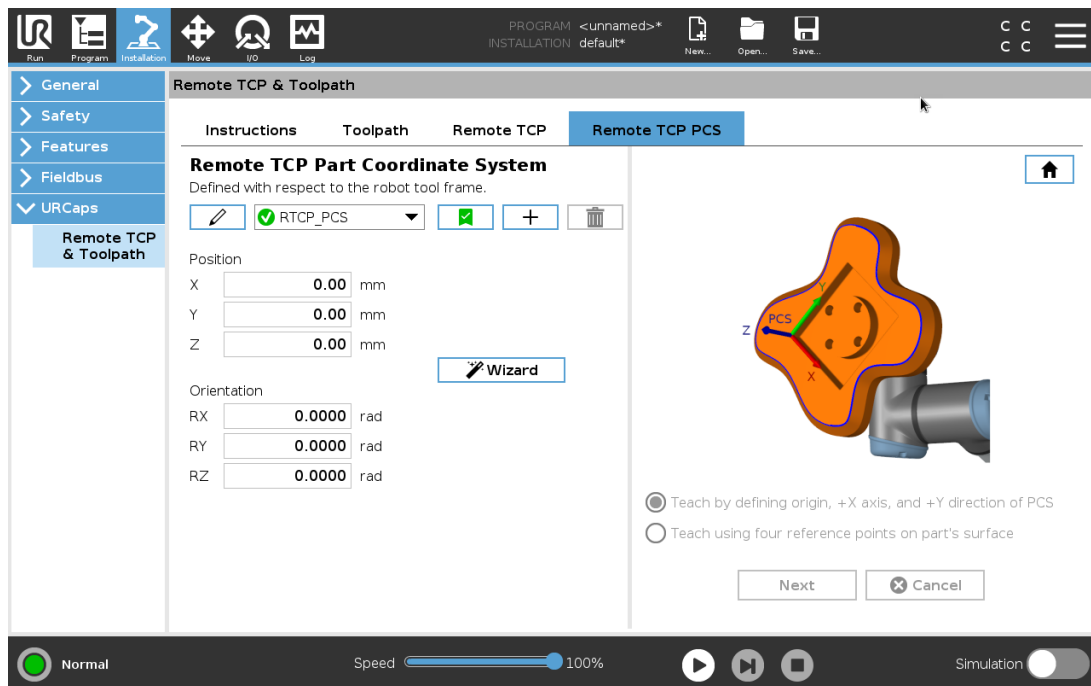 UR
PROGRAM <unnamed>*
INSTALLATION default*
C C
C C
Run Program Installation Move I/O Log New... Open... Save...
General
Safety
Features
Fieldbus
URCaps
Remote TCP
& Toolpath
Remote TCP & Toolpath
Instructions Toolpath Remote TCP Remote TCP PCS
Remote TCP Part Coordinate System
Defined with respect to the robot tool frame.
RTCP_PCS
Position
X 0.00 mm
Y 0.00 mm
Z 0.00 mm
Wizard
Orientation
RX 0.0000 rad
RY 0.0000 rad
RZ 0.0000 rad
Y
PCS
Z
X
Teach by defining origin, +X axis, and +Y direction of PCS
Teach using four reference points on part's surface
Next Cancel
Normal Speed 100% Simulation